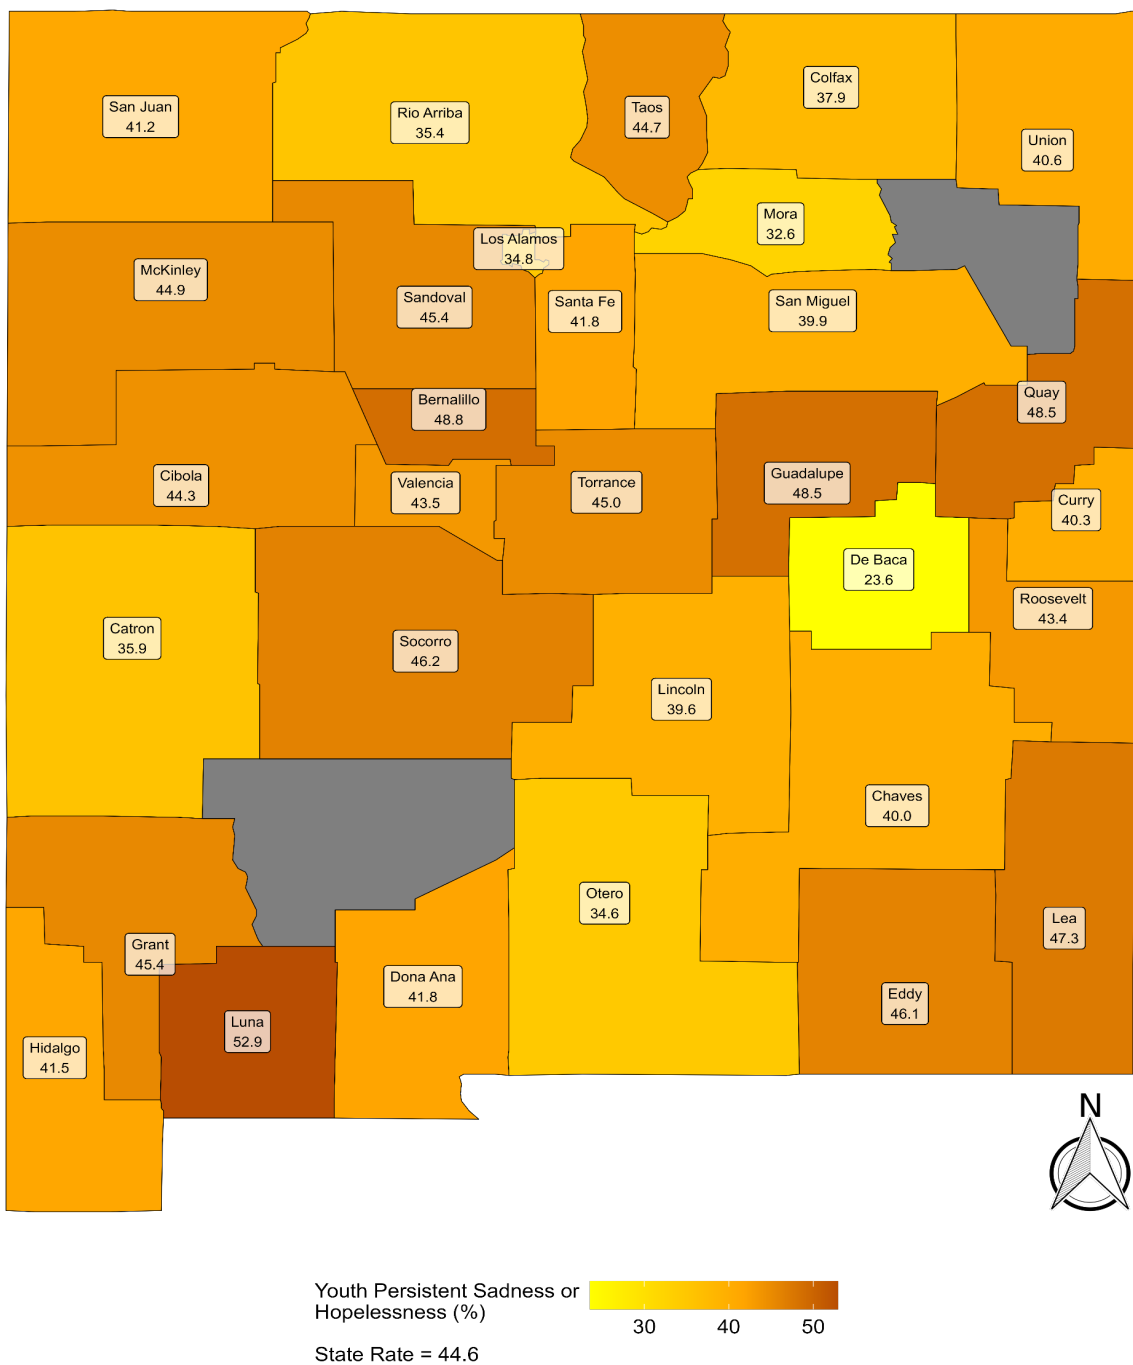 Colfax
37.9
San Juan
41.2
Rio Arriba
35.4
Taos
44.7
Union
40.6
Mora
32.6
Los Alamos
34.8
McKinley
44.9
Sandoval
45.4
Santa Fe
41.8
San Miguel
39.9
Bernalillo
48.8
Quay
48.5
Cibola
44.3
Valencia
43.5
Torrance
45.0
Guadalupe
48.5
Curry
40.3
De Baca
23.6
Roosevelt
43.4
Catron
35.9
Socorro
46.2
Lincoln
39.6
Chaves
40.0
Otero
34.6
Lea
47.3
Grant
45.4
Dona Ana
41.8
Eddy
46.1
Luna
52.9
Hidalgo
41.5
N
Youth Persistent Sadness or
Hopelessness (%)
30 40 50
State Rate = 44.6